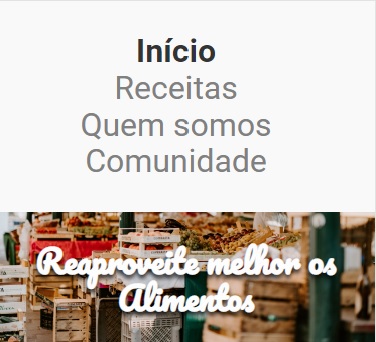 Início
Receitas
Quem somos
Comunidade
Reaproveite melhor os
Alimentos